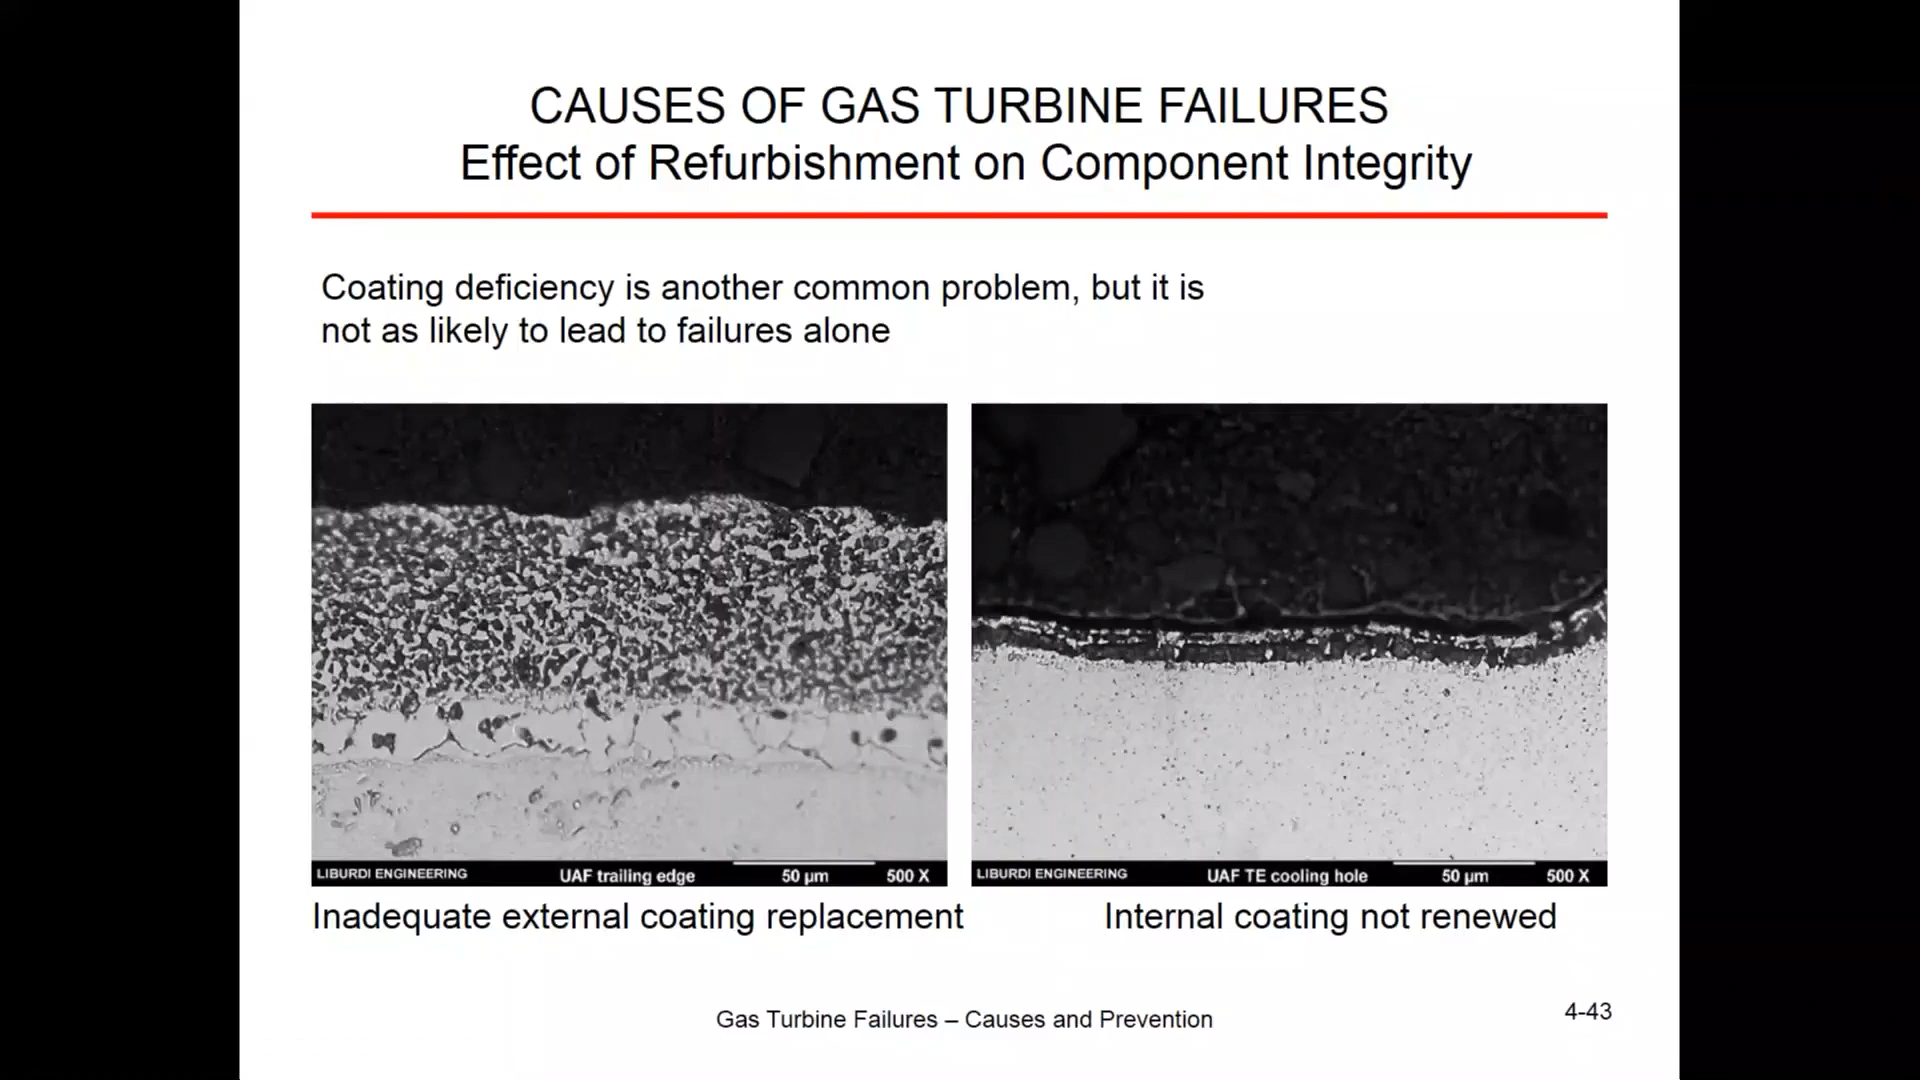 CAUSES OF GAS TURBINE FAILURES
Effect of Refurbishment on Component Integrity
Coating deficiency is another common problem, but it is
not as likely to lead to failures alone
LIBURDI ENGINEERING UAF trailing edge 50 µm 500 X
LIBURDI ENGINEERING UAF TE cooling hole 50 µm 500 X
Inadequate external coating replacement
Internal coating not renewed
Gas Turbine Failures – Causes and Prevention
4-43